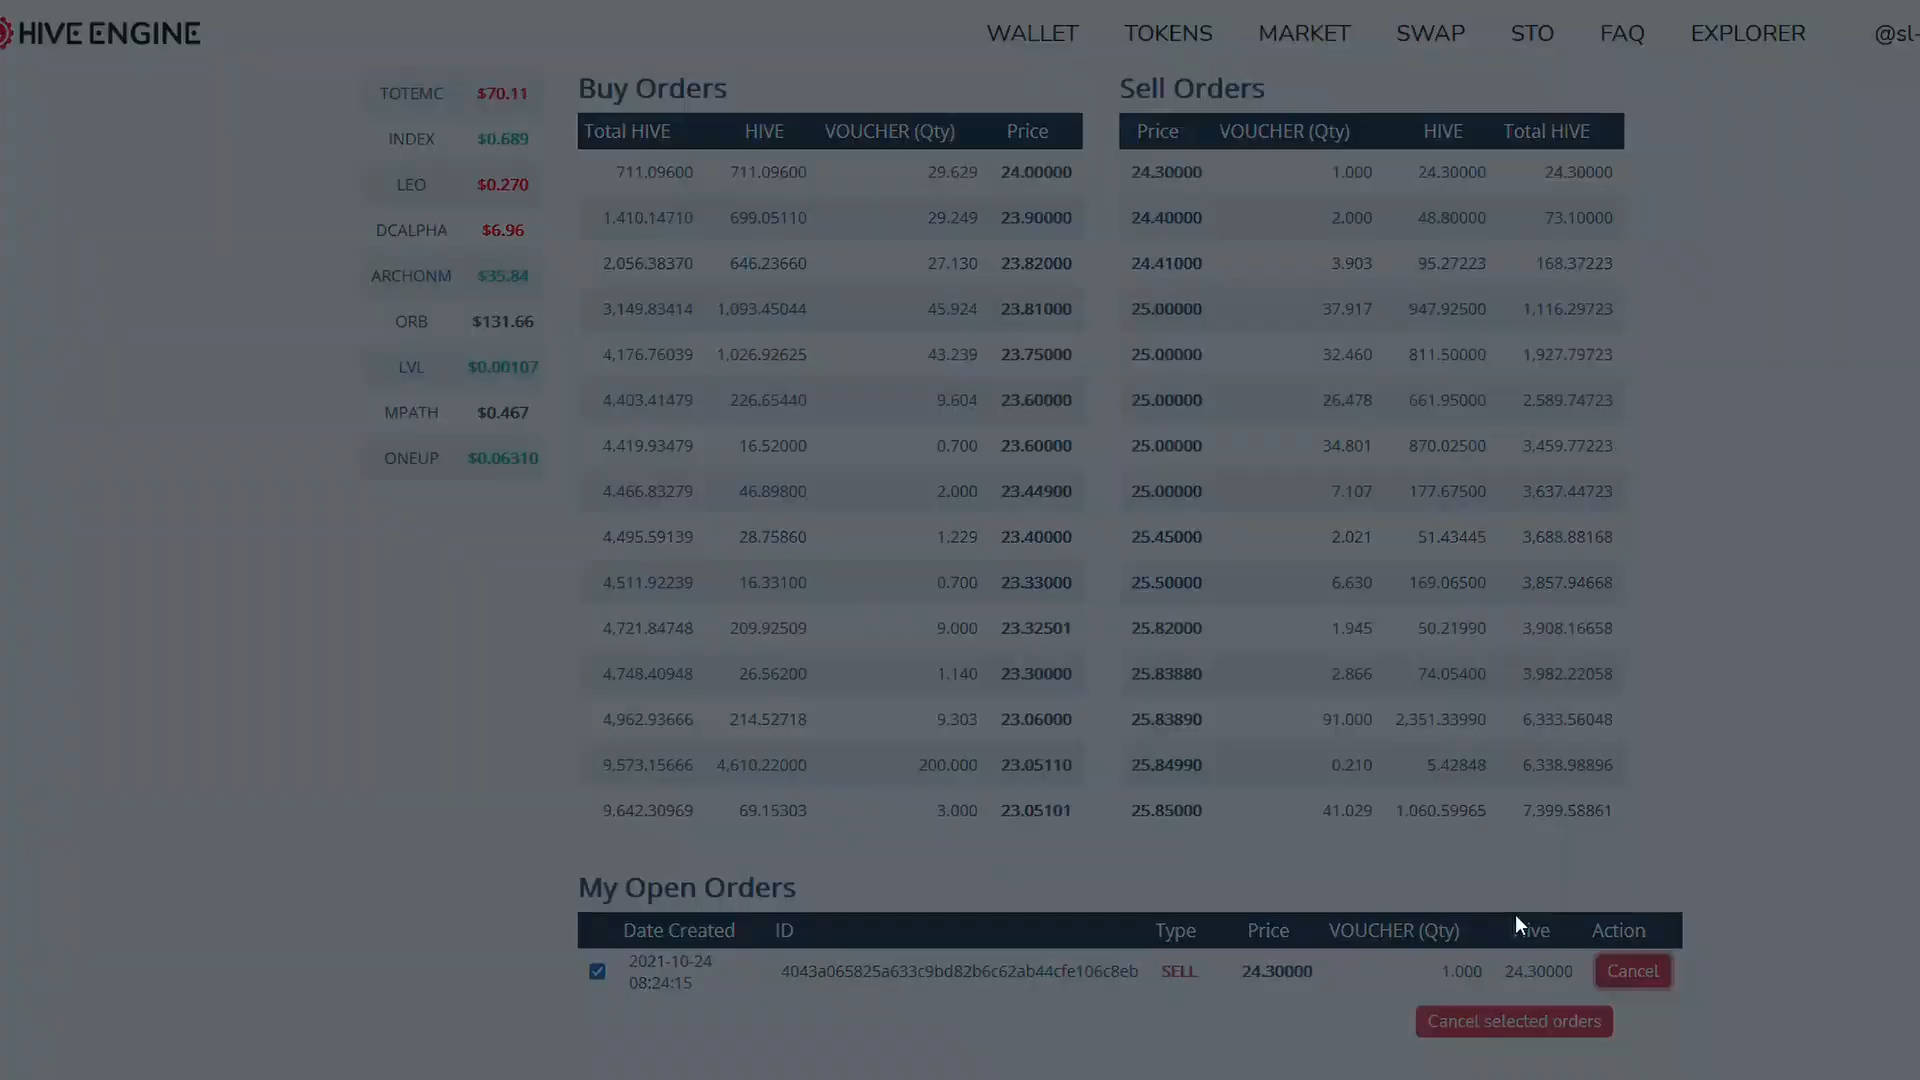 HIVE ENGINE WALLET TOKENS MARKET SWAP STO FAQ EXPLORER @sl-
TOTEMC $70.11
INDEX $0.689
LEO $0.270
DCALPHA $6.96
ARCHONM $35.84
ORB $131.66
LVL $0.00107
MPATH $0.467
ONEUP $0.06310
Buy Orders
Total HIVE HIVE VOUCHER (Qty) Price
711.09600 711.09600 29.629 24.00000
1,410.14710 699.05110 29.249 23.90000
2,056.38370 646.23660 27.130 23.82000
3,149.83414 1,093.45044 45.924 23.81000
4,176.76039 1,026.92625 43.239 23.75000
4,403.41479 226.65440 9.604 23.60000
4,419.93479 16.52000 0.700 23.60000
4,466.83279 46.89800 2.000 23.44900
4,495.59139 28.75860 1.229 23.40000
4,511.92239 16.33100 0.700 23.33000
4,721.84748 209.92509 9.000 23.32501
4,748.40948 26.56200 1.140 23.30000
4,962.93666 214.52718 9.303 23.06000
9,573.15666 4,610.22000 200.000 23.05110
9,642.30969 69.15303 3.000 23.05101
Sell Orders
Price VOUCHER (Qty) HIVE Total HIVE
24.30000 1.000 24.30000 24.30000
24.40000 2.000 48.80000 73.10000
24.41000 3.903 95.27223 168.37223
25.00000 37.917 947.92500 1,116.29723
25.00000 32.460 811.50000 1,927.79723
25.00000 26.478 661.95000 2,589.74723
25.00000 34.801 870.02500 3,459.77223
25.00000 7.107 177.67500 3,637.44723
25.45000 2.021 51.43445 3,688.88168
25.50000 6.630 169.06500 3,857.94668
25.82000 1.945 50.21990 3,908.16658
25.83880 2.866 74.05400 3,982.22058
25.83890 91.000 2,351.33990 6,333.56048
25.84990 0.210 5.42848 6,338.98896
25.85000 41.029 1,060.59965 7,399.58861
My Open Orders
Date Created ID Type Price VOUCHER (Qty) Action
2021-10-24
08:24:15
4043a065825a633c9bd82b6c62ab44cfe106c8eb SELL 24.30000 1.000 24.30000 Cancel
Cancel selected orders